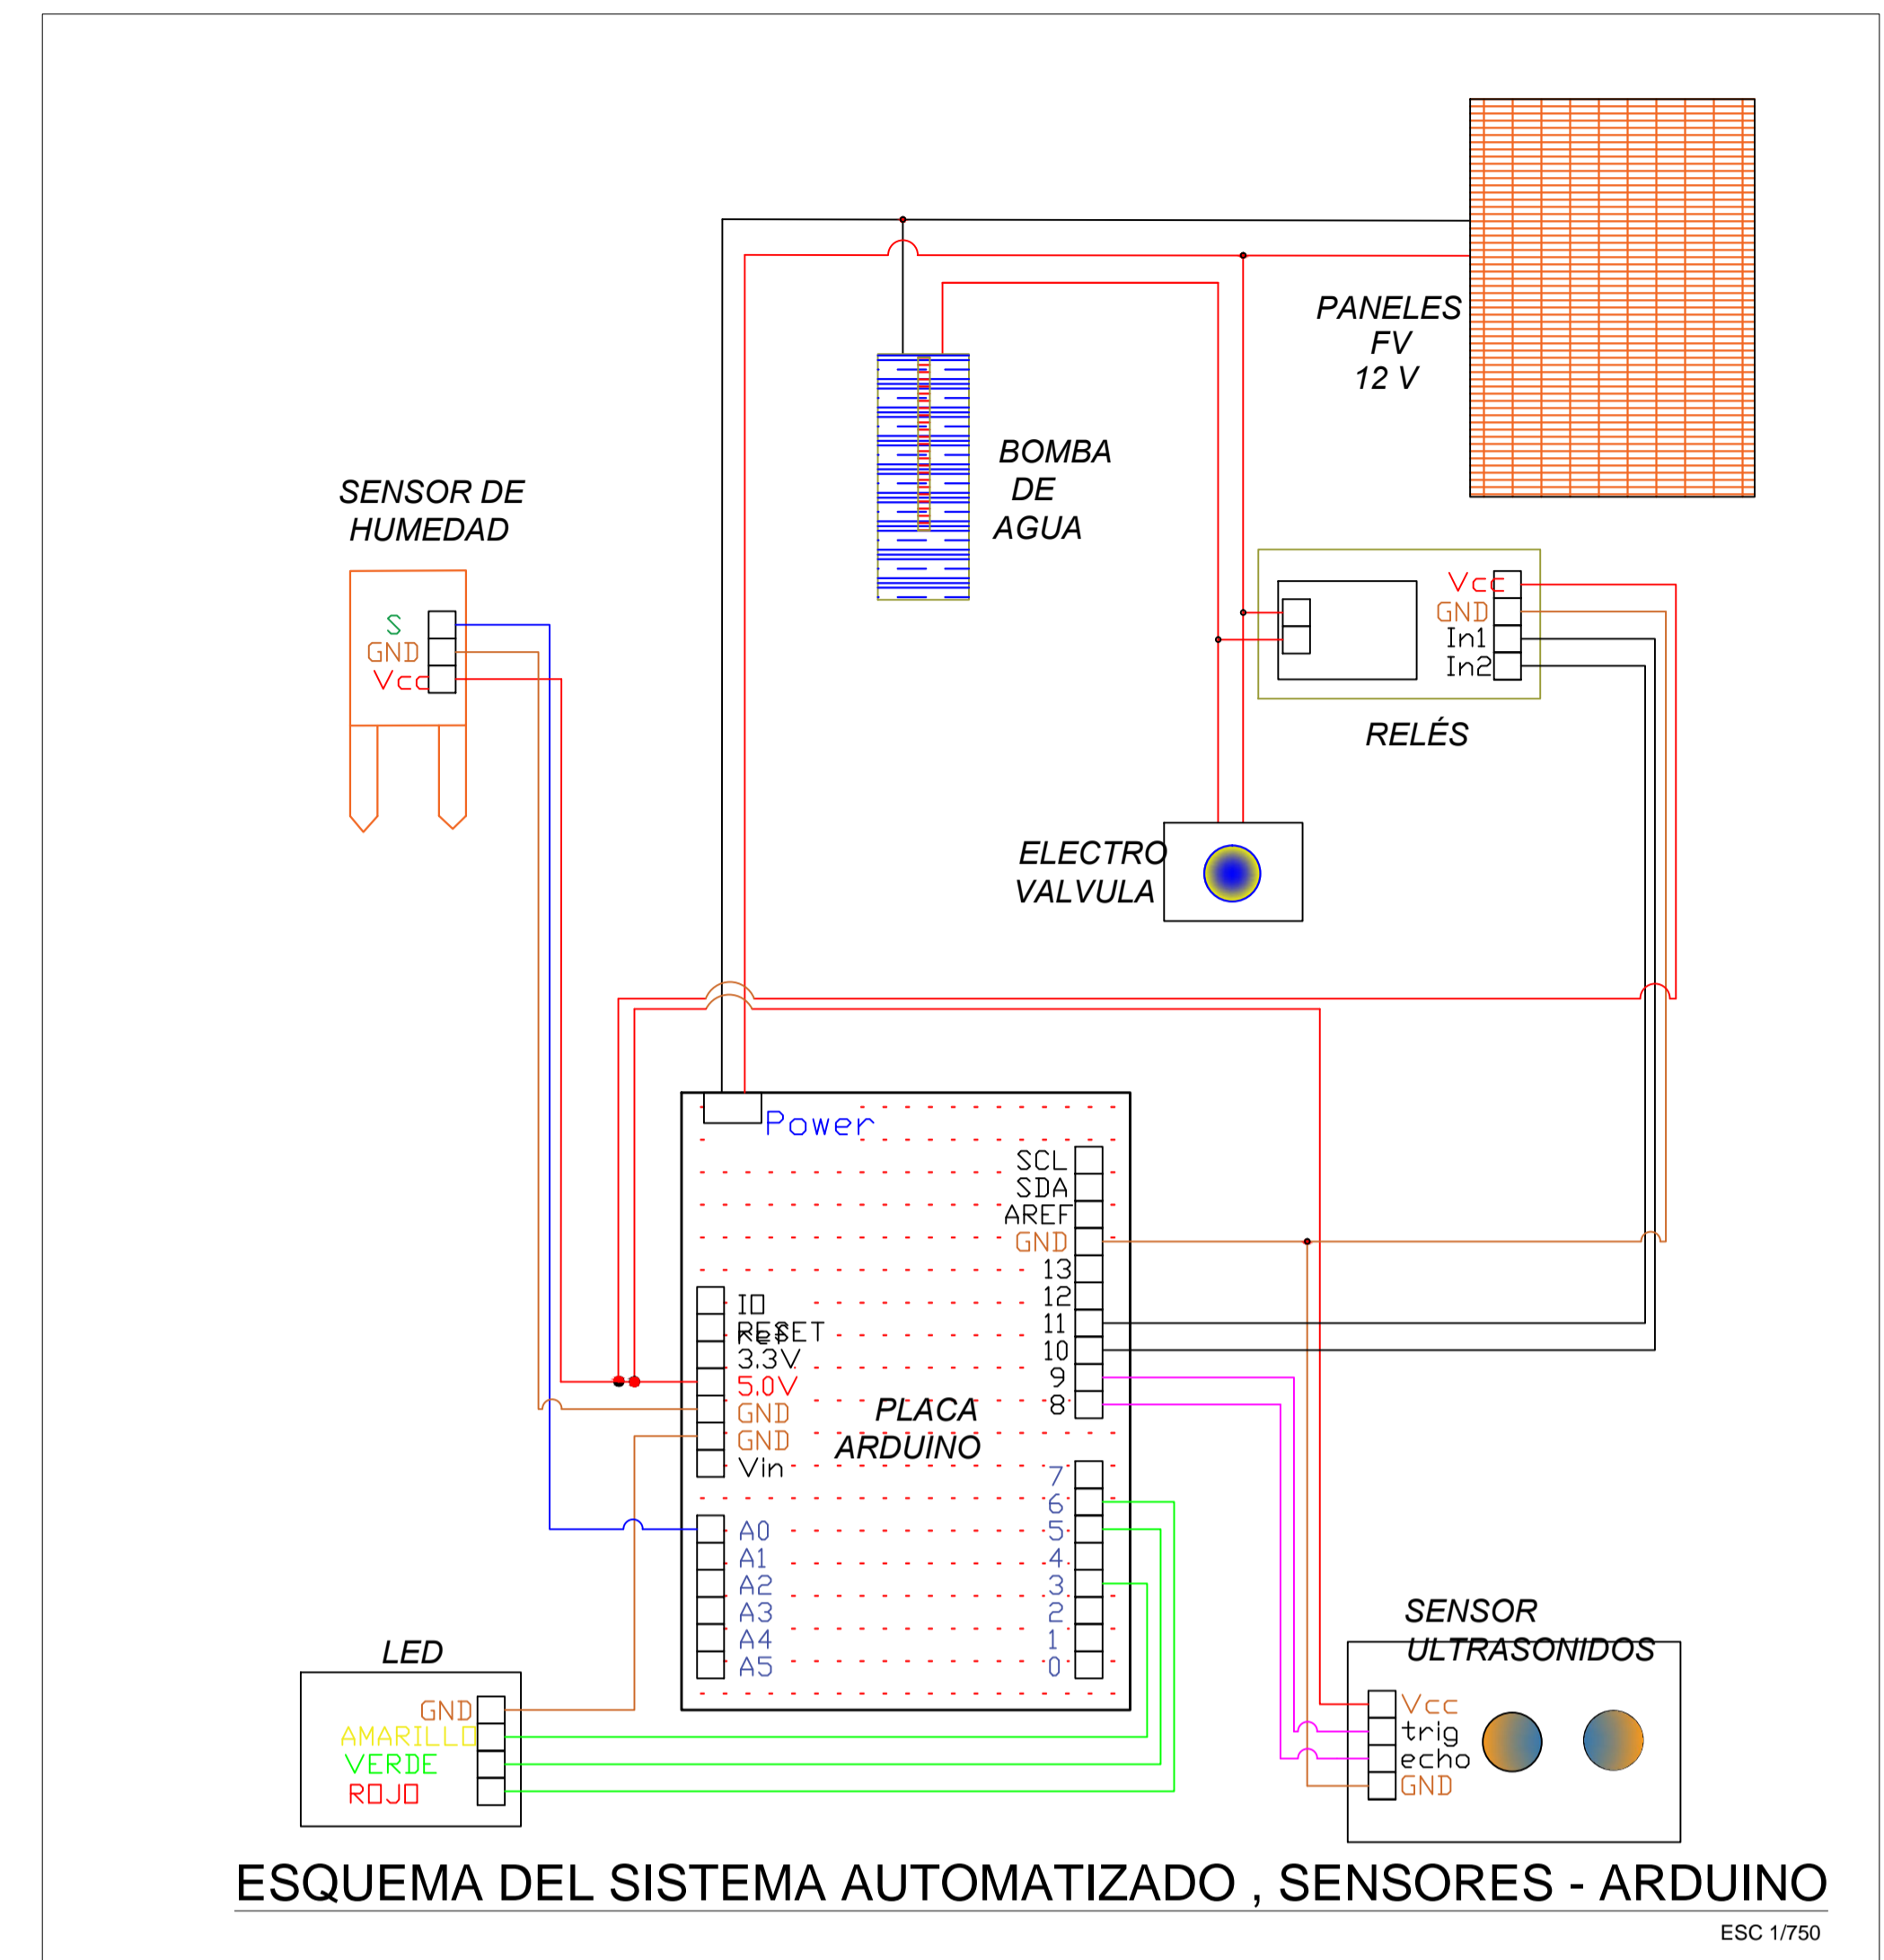 PANELES
FV
12 V
BOMBA
DE
AGUA
SENSOR DE
HUMEDAD
S
GND
Vcc
Vcc
GND
In1
In2
RELÉS
ELECTRO
VALVULA
Power
SCL
SDA
AREF
GND
13
12
11
10
9
8
IO
ref
RESET
3.3V
5.0V
GND
GND
Vin
PLACA
ARDUINO
7
6
5
4
3
2
1
0
A0
A1
A2
A3
A4
A5
LED
GND
AMARILLO
VERDE
ROJO
SENSOR
ULTRASONIDOS
Vcc
trig
echo
GND
ESQUEMA DEL SISTEMA AUTOMATIZADO , SENSORES - ARDUINO
ESC 1/750